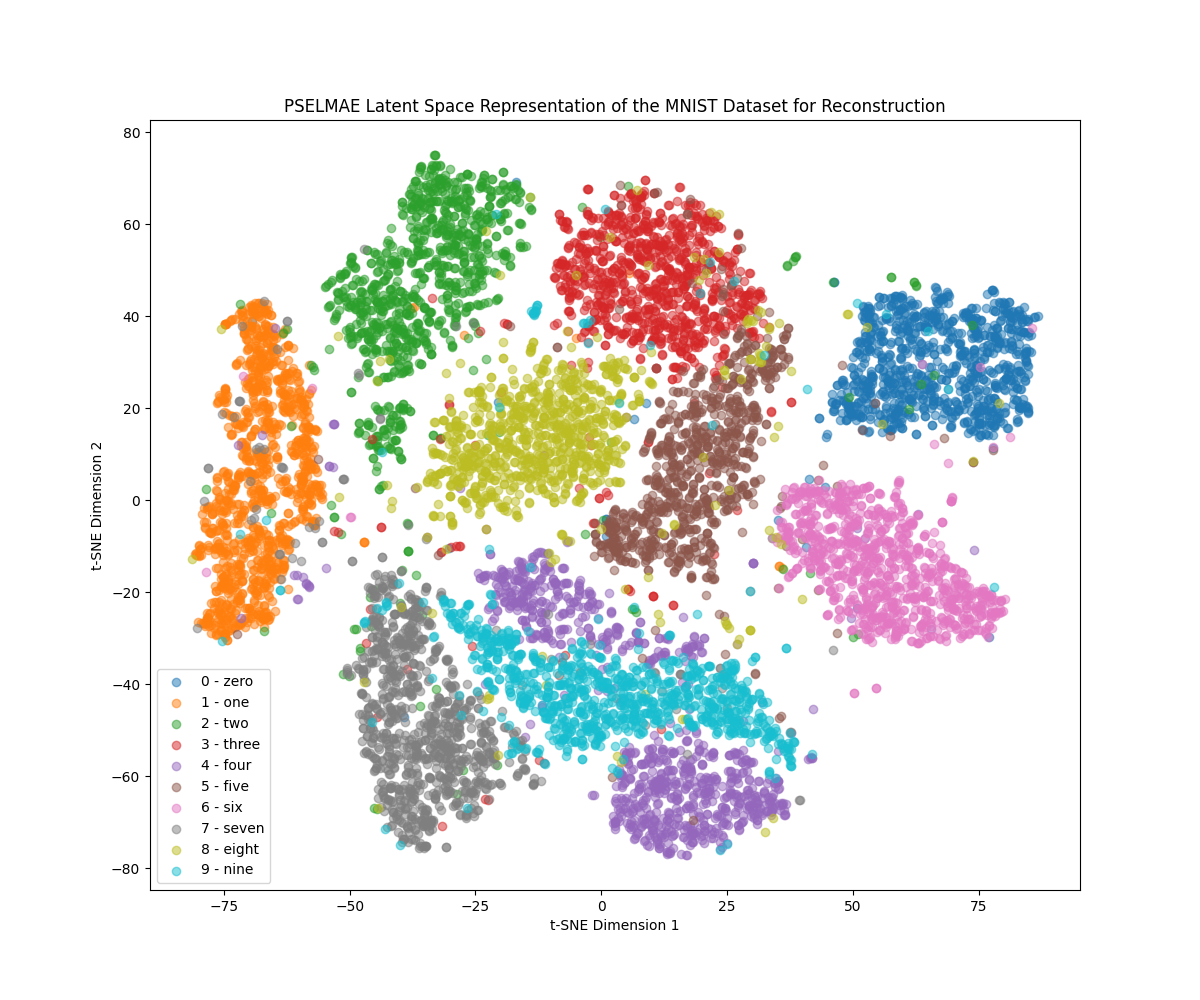 PSELMAE Latent Space Representation of the MNIST Dataset for Reconstruction
80
60
40
20
0
−20
−40
−60
−80
t-SNE Dimension 2
0 - zero
1 - one
2 - two
3 - three
4 - four
5 - five
6 - six
7 - seven
8 - eight
9 - nine
−75 −50 −25 0 25 50 75
t-SNE Dimension 1